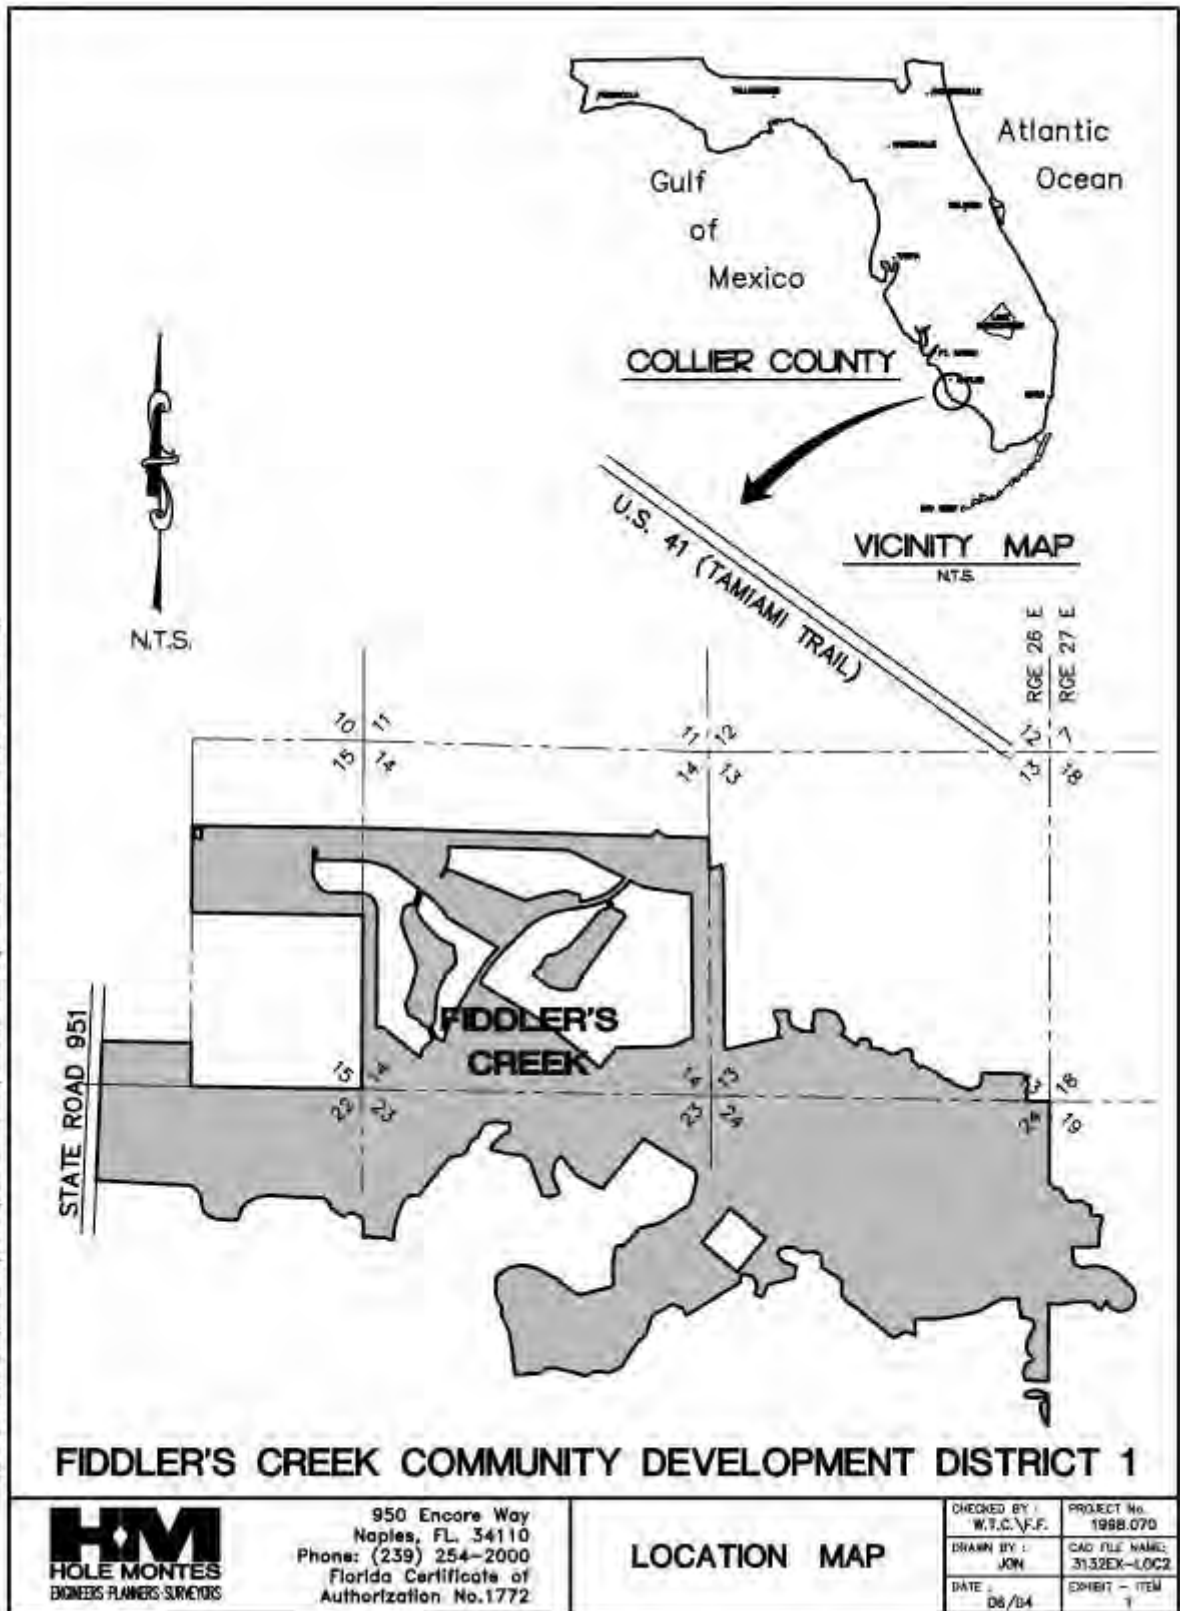 Atlantic
Ocean
Gulf
of
Mexico
COLLIER COUNTY
VICINITY MAP
N.T.S.
U.S. 41 (TAMIAMI TRAIL)
N.T.S.
RGE 26 E
RGE 27 E
10 11
15 14
11 12
14 13
12 7
13 18
STATE ROAD 951
FIDDLER'S
CREEK
15 14
22 23
14 13
23 24
18
24 19
FIDDLER'S CREEK COMMUNITY DEVELOPMENT DISTRICT 1
HM
HOLE MONTES
ENGINEERS·PLANNERS·SURVEYORS
950 Encore Way
Naples, FL. 34110
Phone: (239) 254-2000
Florida Certificate of
Authorization No.1772
LOCATION MAP
CHECKED BY :
W.T.C.\F.F.
PROJECT No.
1998.070
DRAWN BY :
JON
CAD FILE NAME:
3132EX-LOC2
DATE :
06/04
EXHIBIT - ITEM
1